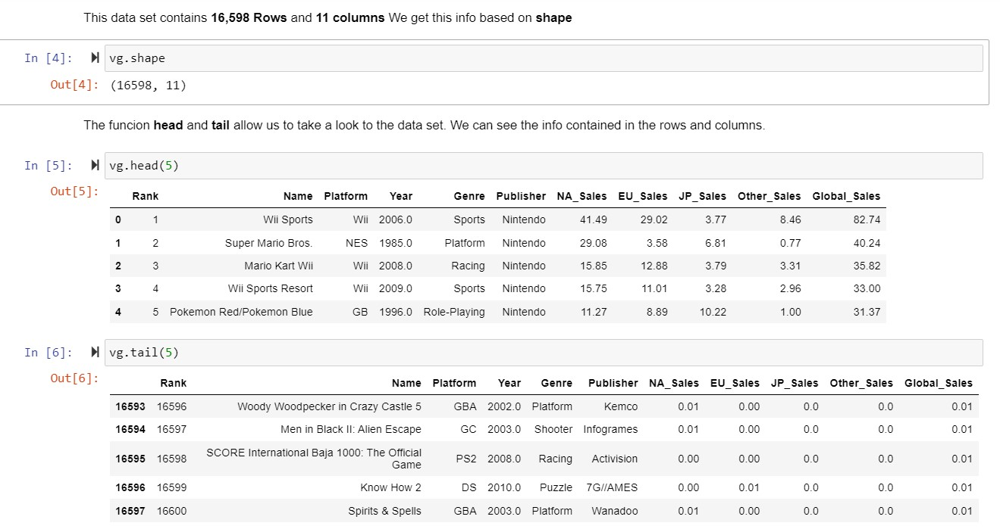 This data set contains 16,598 Rows and 11 columns We get this info based on shape
In [4]: vg.shape
Out[4]: (16598, 11)
The funcion head and tail allow us to take a look to the data set. We can see the info contained in the rows and columns.
In [5]: vg.head(5)
Out[5]:
Rank Name Platform Year Genre Publisher NA_Sales EU_Sales JP_Sales Other_Sales Global_Sales
0 1 Wii Sports Wii 2006.0 Sports Nintendo 41.49 29.02 3.77 8.46 82.74
1 2 Super Mario Bros. NES 1985.0 Platform Nintendo 29.08 3.58 6.81 0.77 40.24
2 3 Mario Kart Wii Wii 2008.0 Racing Nintendo 15.85 12.88 3.79 3.31 35.82
3 4 Wii Sports Resort Wii 2009.0 Sports Nintendo 15.75 11.01 3.28 2.96 33.00
4 5 Pokemon Red/Pokemon Blue GB 1996.0 Role-Playing Nintendo 11.27 8.89 10.22 1.00 31.37
In [6]: vg.tail(5)
Out[6]:
Rank Name Platform Year Genre Publisher NA_Sales EU_Sales JP_Sales Other_Sales Global_Sales
16593 16596 Woody Woodpecker in Crazy Castle 5 GBA 2002.0 Platform Kemco 0.01 0.00 0.0 0.0 0.01
16594 16597 Men in Black II: Alien Escape GC 2003.0 Shooter Infogrames 0.01 0.00 0.0 0.0 0.01
SCORE International Baja 1000: The Official
16595 16598 Game PS2 2008.0 Racing Activision 0.00 0.00 0.0 0.0 0.01
16596 16599 Know How 2 DS 2010.0 Puzzle 7G//AMES 0.00 0.01 0.0 0.0 0.01
16597 16600 Spirits & Spells GBA 2003.0 Platform Wanadoo 0.01 0.00 0.0 0.0 0.01